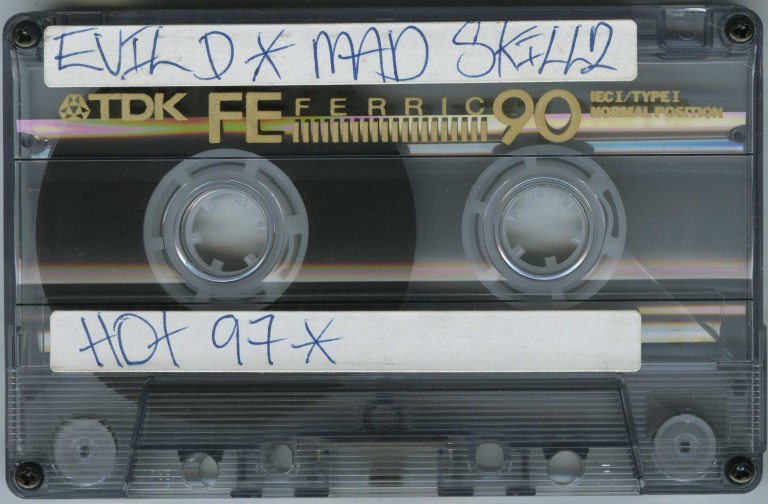 EVIL D * MAD SKILLZ
TDK FE FERRIC 90 IEC I/TYPE I
NORMAL POSITION
HOT 97 *